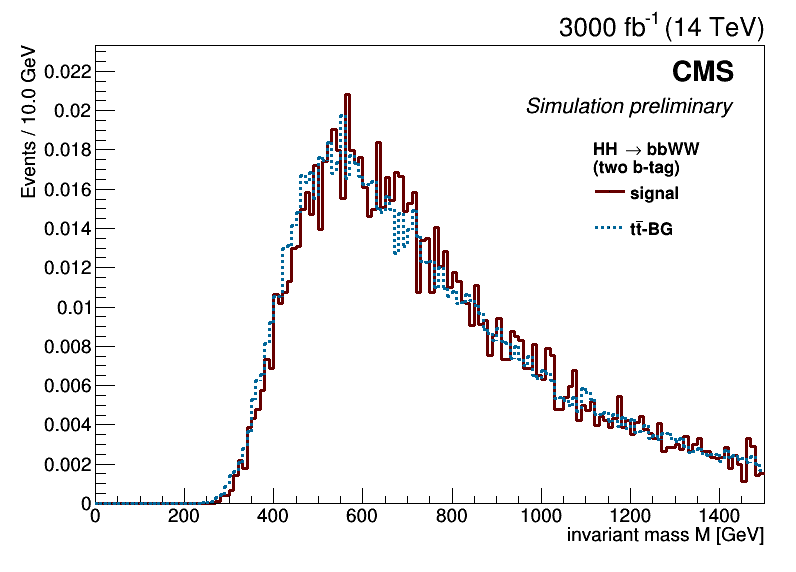 3000 fb-1 (14 TeV)
CMS
Simulation preliminary
HH → bbWW
(two b-tag)
signal
tt̄-BG
Events / 10.0 GeV
0.022
0.02
0.018
0.016
0.014
0.012
0.01
0.008
0.006
0.004
0.002
0
0 200 400 600 800 1000 1200 1400
invariant mass M [GeV]